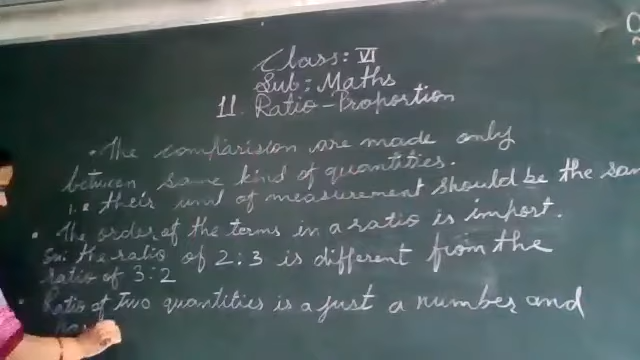 Class: VI
Sub: Maths
11. Ratio-Proportion
• The comparision are made only
between same kind of quantities.
i.e their unit of measurement should be the sam
• The order of the terms in a ratio is import.
the ratio of 2:3 is different from the
ratio of 3:2
• Ratio of two quantities is a just a number and